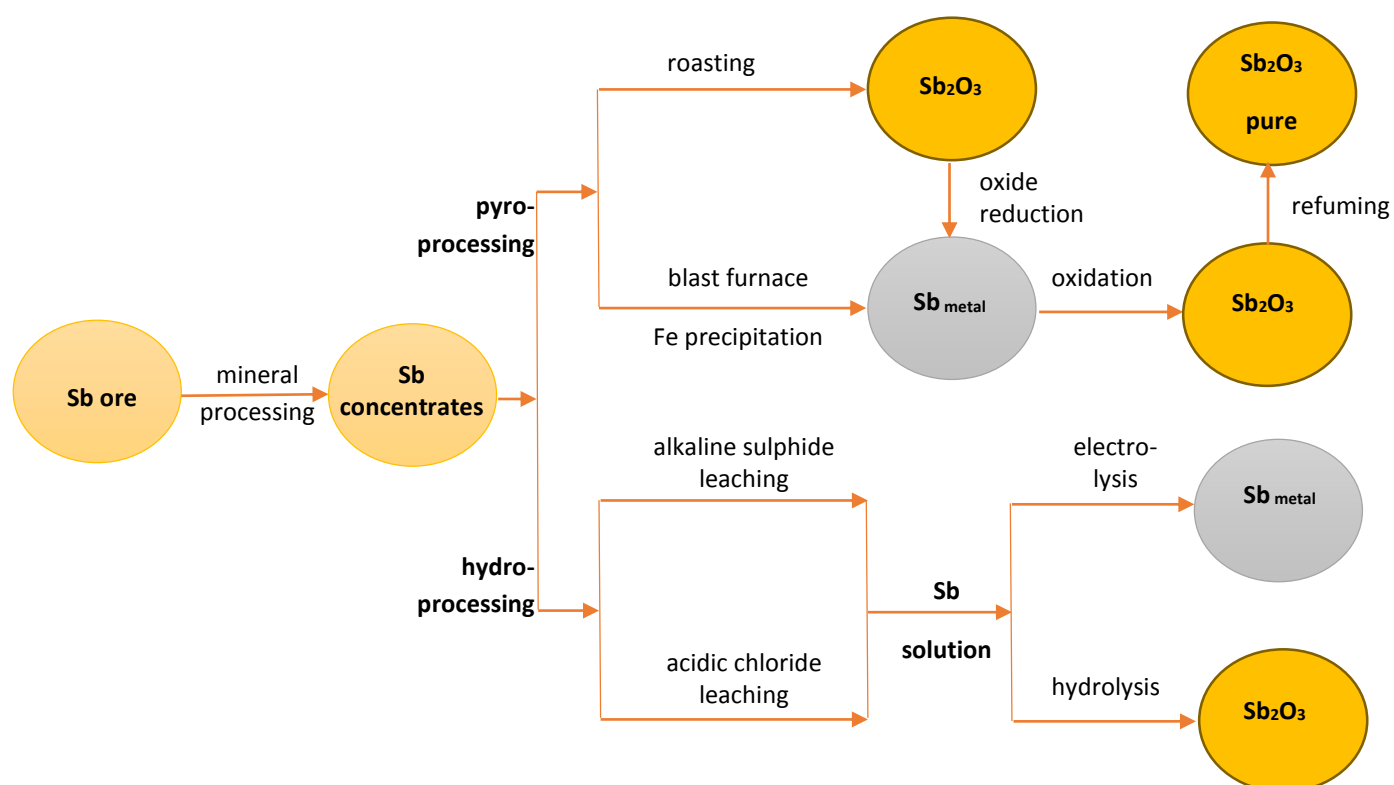 roasting
Sb₂O₃
Sb₂O₃
pure
oxide
reduction
refuming
pyro-
processing
blast furnace
Fe precipitation
Sb metal
oxidation
Sb₂O₃
Sb ore
mineral
processing
Sb
concentrates
alkaline sulphide
leaching
electro-
lysis
Sb metal
hydro-
processing
Sb
solution
acidic chloride
leaching
hydrolysis
Sb₂O₃